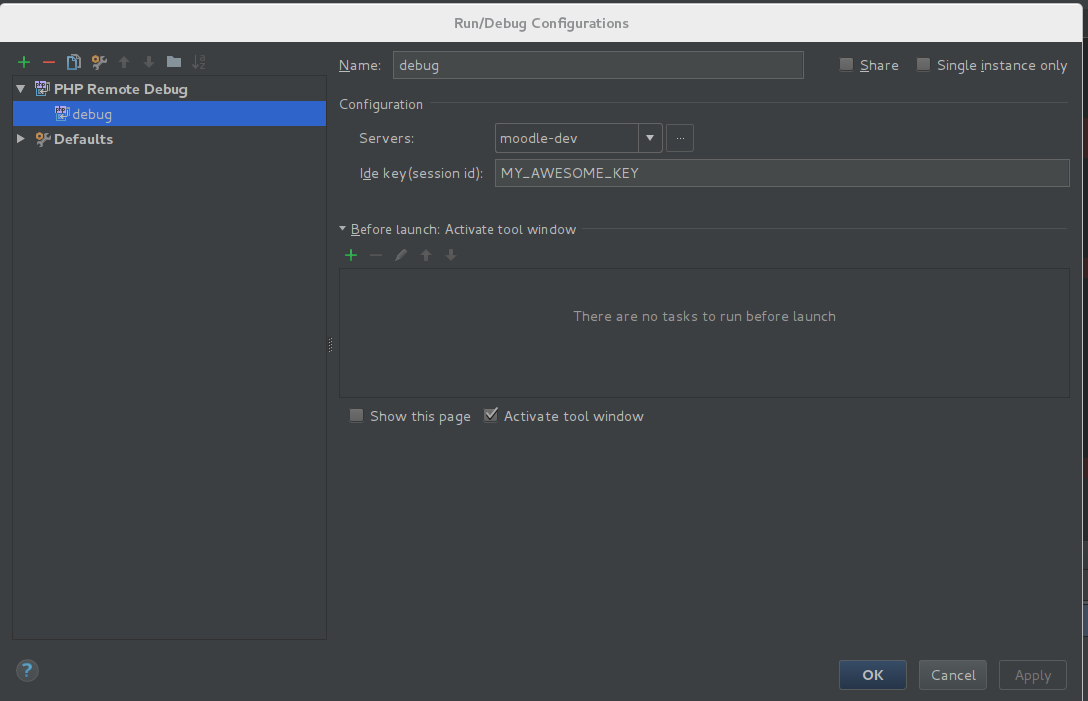 Run/Debug Configurations
Name: debug Share Single instance only
PHP Remote Debug
debug
Defaults
Configuration
Servers: moodle-dev ...
Ide key(session id): MY_AWESOME_KEY
Before launch: Activate tool window
There are no tasks to run before launch
Show this page Activate tool window
? OK Cancel Apply